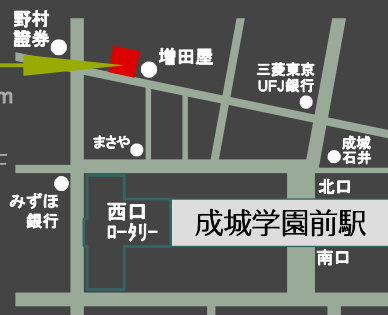 野村
證券
増田屋
三菱東京
UFJ銀行
m
まさや
成城
石井
みずほ
銀行
西口
ロータリー
北口
成城学園前駅
南口